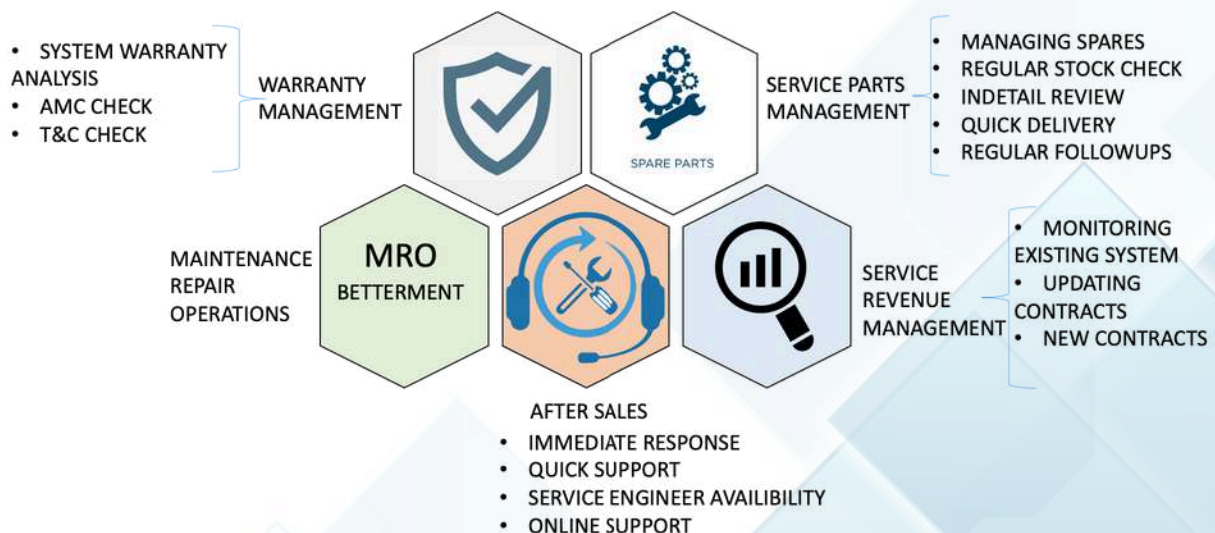 • SYSTEM WARRANTY
ANALYSIS
• AMC CHECK
• T&C CHECK
WARRANTY
MANAGEMENT
SPARE PARTS
SERVICE PARTS
MANAGEMENT
• MANAGING SPARES
• REGULAR STOCK CHECK
• INDETAIL REVIEW
• QUICK DELIVERY
• REGULAR FOLLOWUPS
MAINTENANCE
REPAIR
OPERATIONS
MRO
BETTERMENT
SERVICE
REVENUE
MANAGEMENT
• MONITORING
EXISTING SYSTEM
• UPDATING
CONTRACTS
• NEW CONTRACTS
AFTER SALES
• IMMEDIATE RESPONSE
• QUICK SUPPORT
• SERVICE ENGINEER AVAILIBILITY
• ONLINE SUPPORT